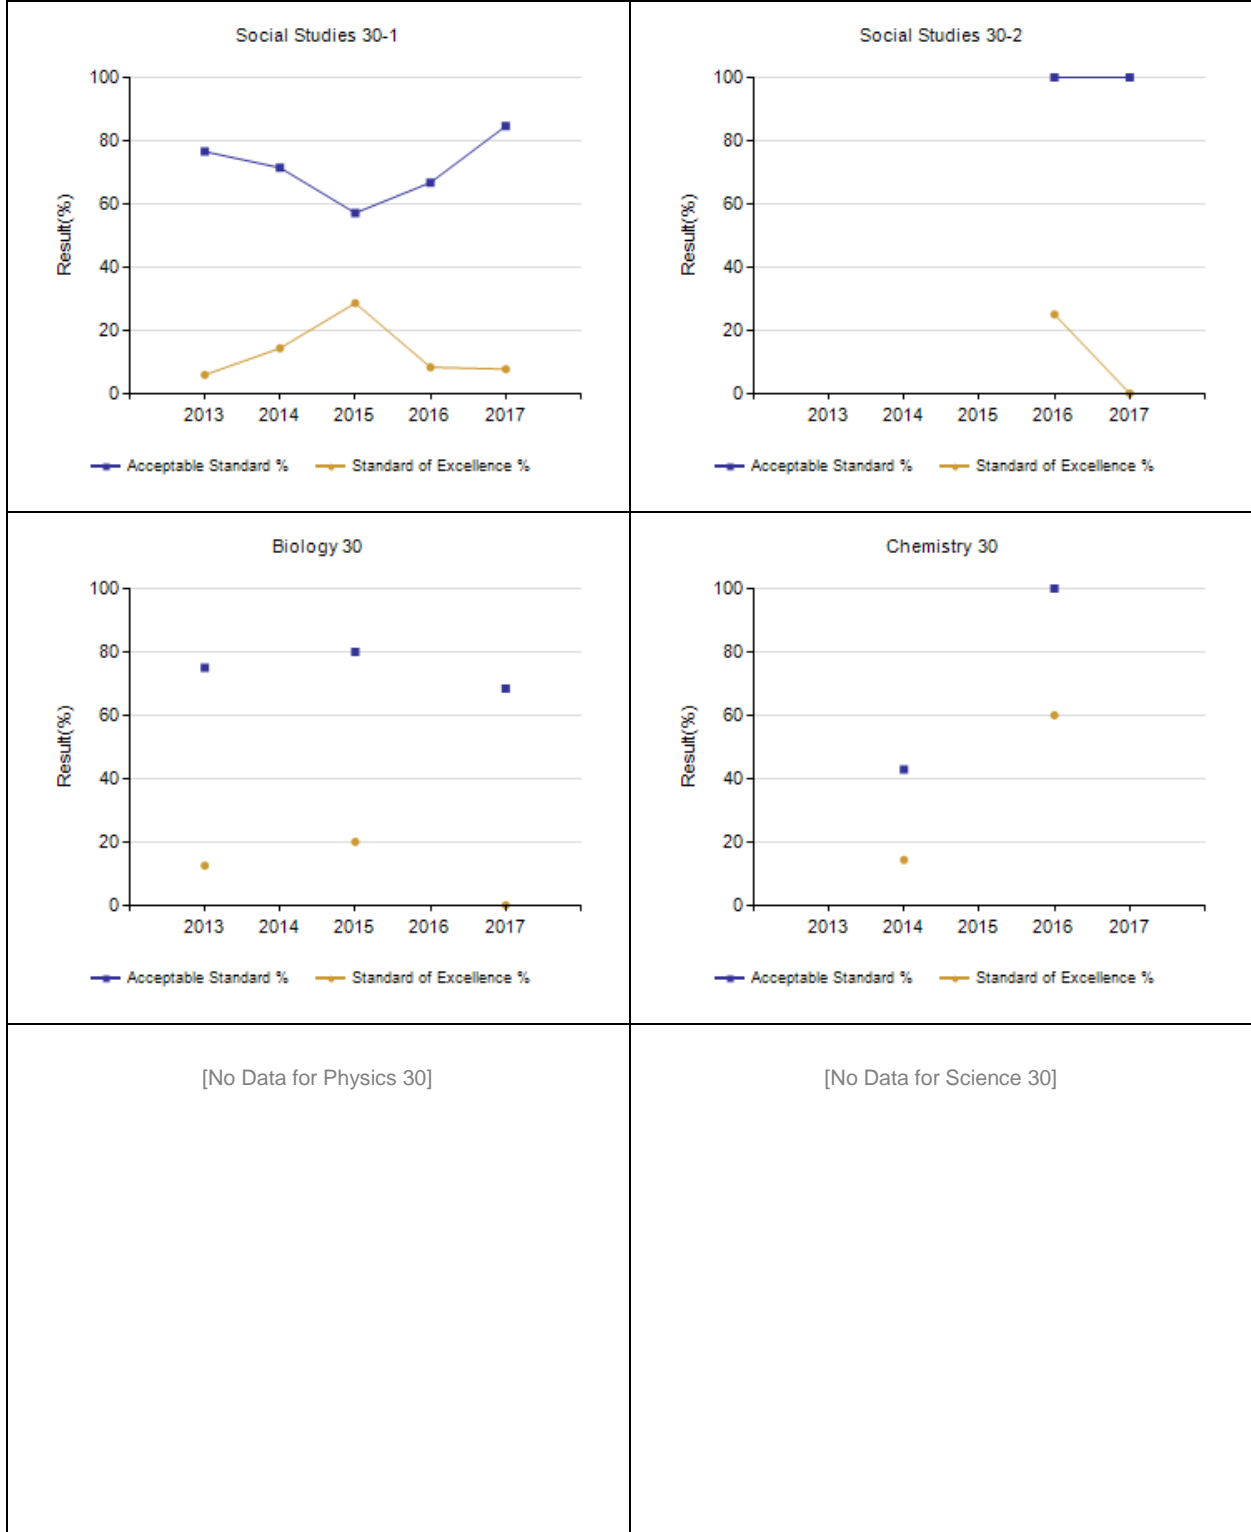 Social Studies 30-1
100
80
60
40
20
0
Result(%)
2013 2014 2015 2016 2017
Acceptable Standard % Standard of Excellence %
Social Studies 30-2
100
80
60
40
20
0
Result(%)
2013 2014 2015 2016 2017
Acceptable Standard % Standard of Excellence %
Biology 30
100
80
60
40
20
0
Result(%)
2013 2014 2015 2016 2017
Acceptable Standard % Standard of Excellence %
Chemistry 30
100
80
60
40
20
0
Result(%)
2013 2014 2015 2016 2017
Acceptable Standard % Standard of Excellence %
[No Data for Physics 30]
[No Data for Science 30]